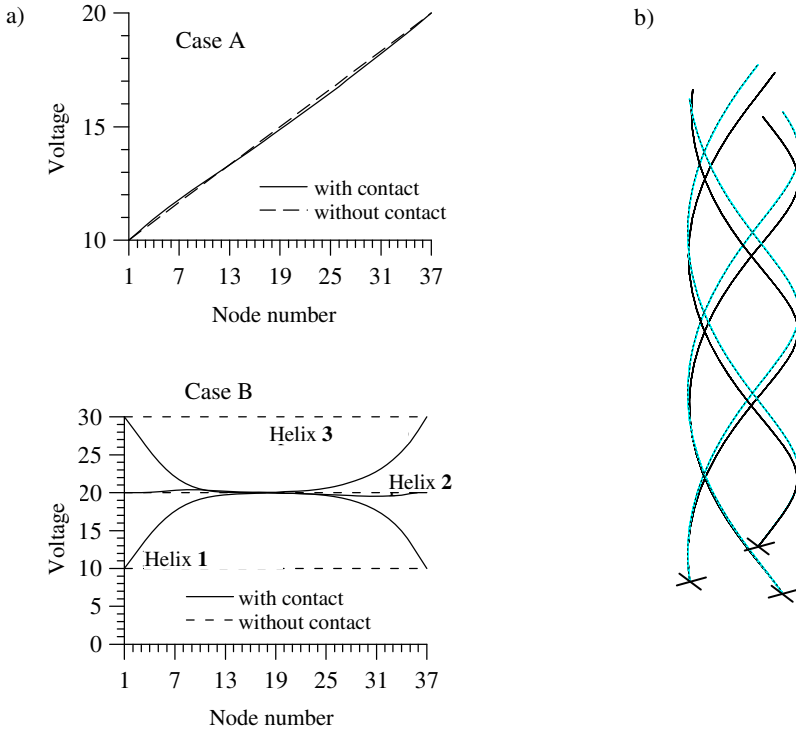 a)
b)
Case A
20
15
10
Voltage
with contact
without contact
1 7 13 19 25 31 37
Node number
Case B
30
25
20
15
10
5
0
Voltage
Helix 3
Helix 2
Helix 1
with contact
without contact
1 7 13 19 25 31 37
Node number